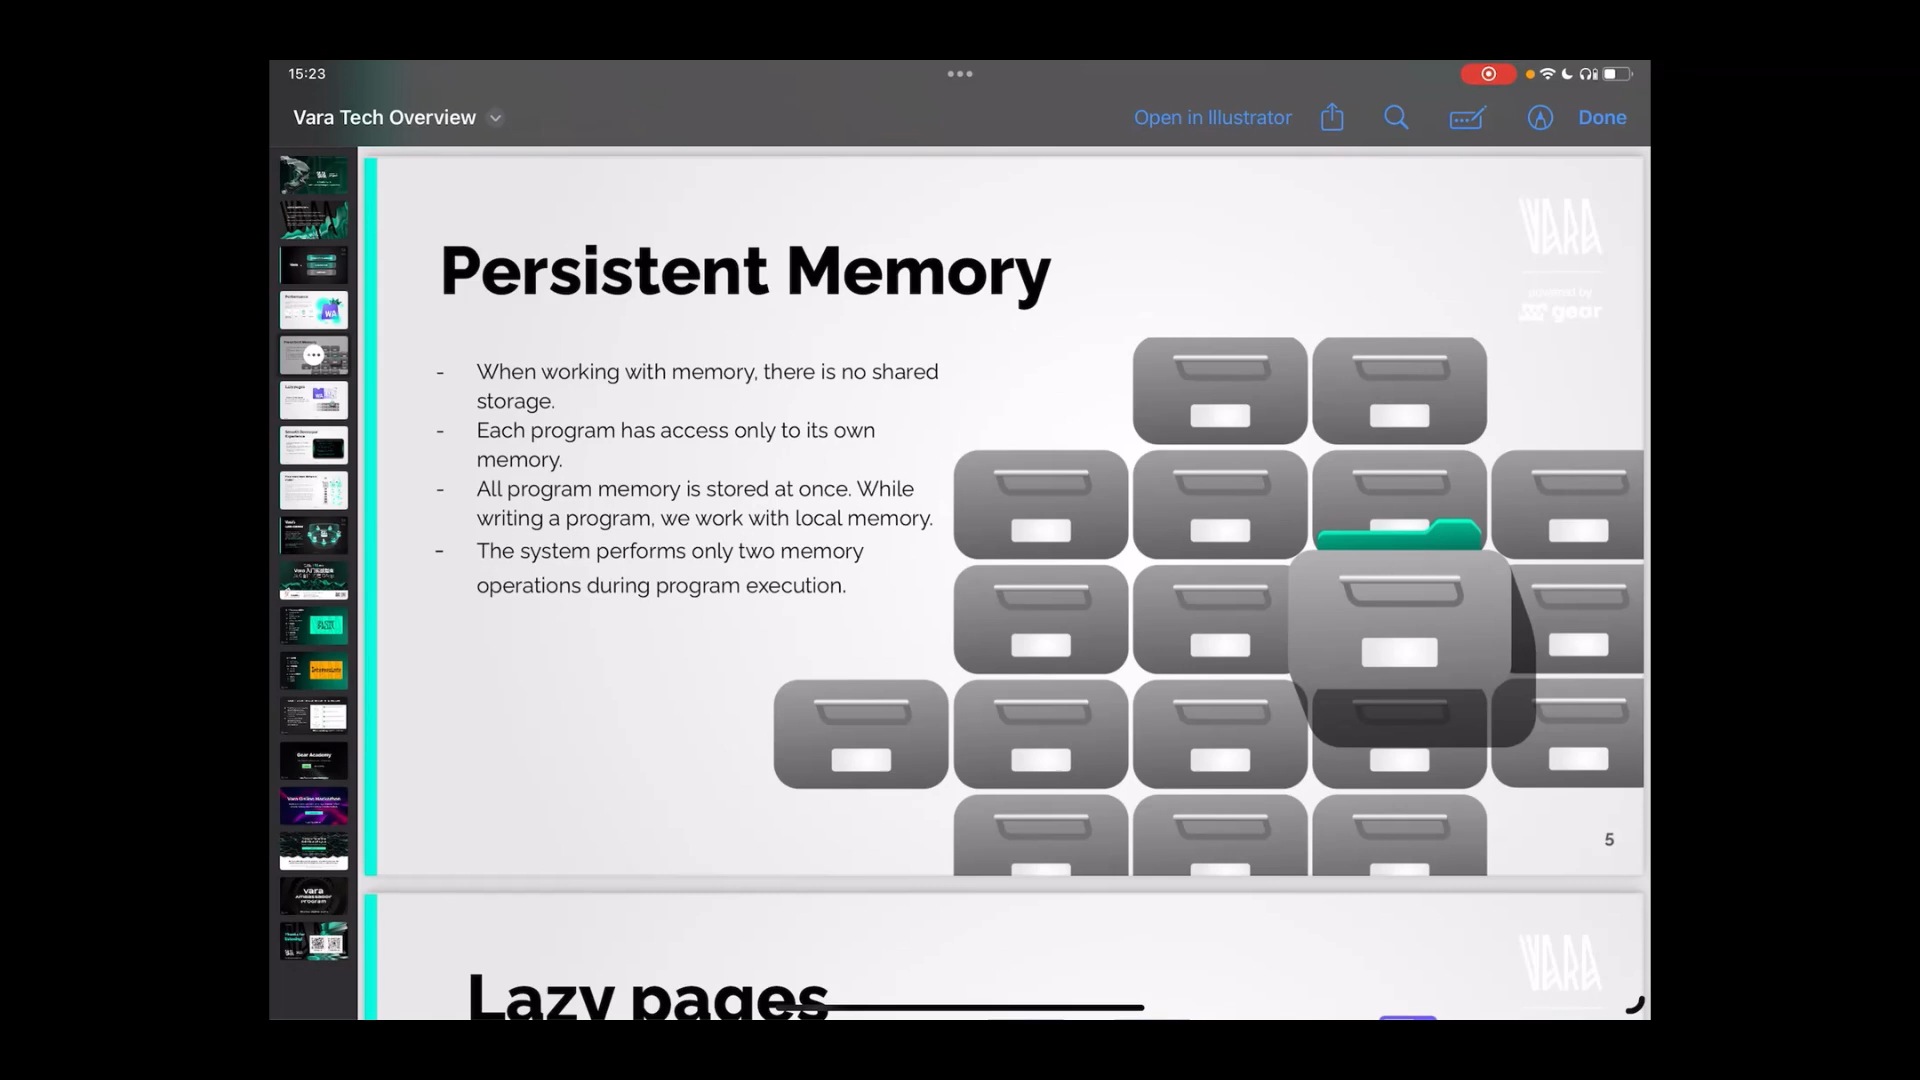 15:23
Vara Tech Overview
Open in Illustrator
Done
VARA
powered by
gear
Persistent Memory
- When working with memory, there is no shared
storage.
- Each program has access only to its own
memory.
- All program memory is stored at once. While
writing a program, we work with local memory.
- The system performs only two memory
operations during program execution.
5
VARA
Lazy pages